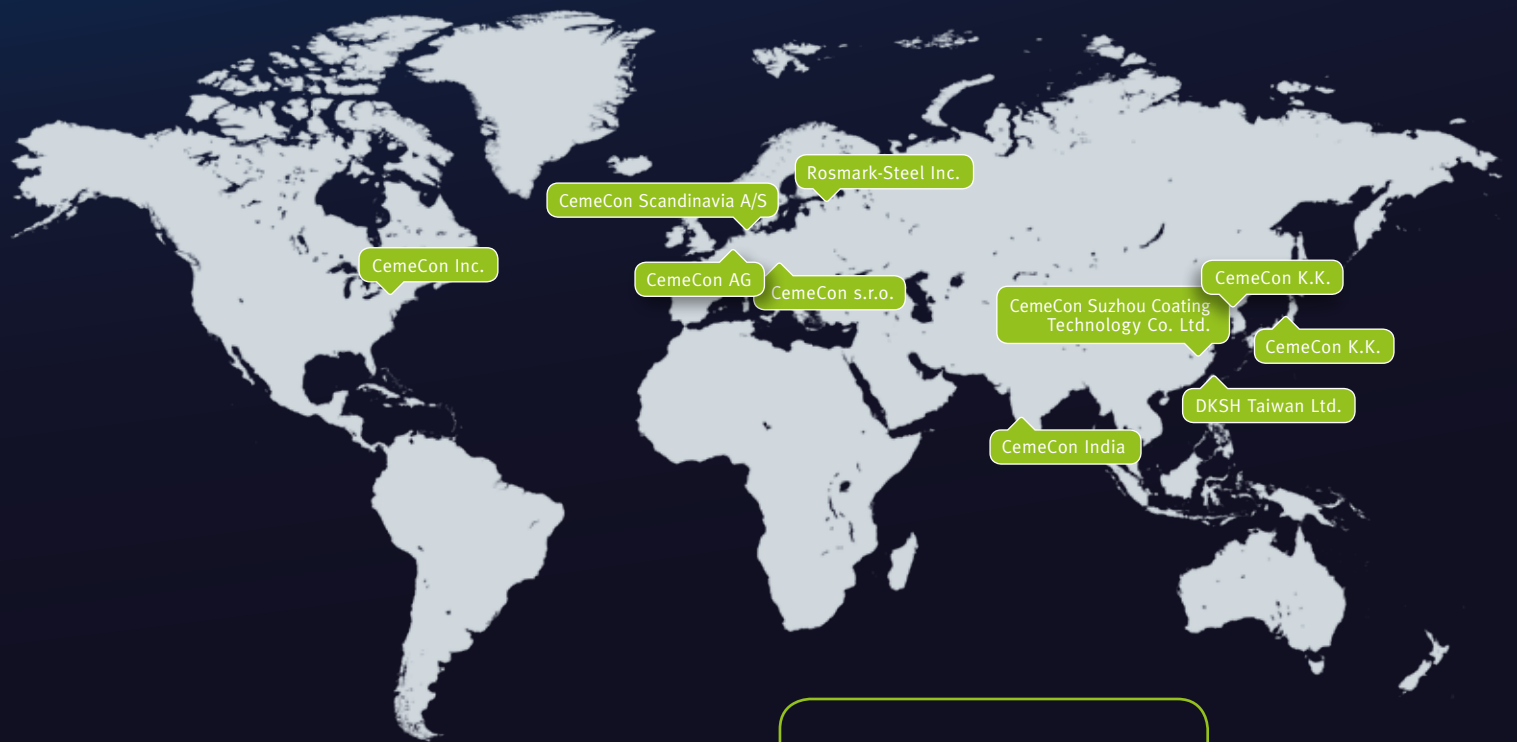 Rosmark-Steel Inc.
CemeCon Scandinavia A/S
CemeCon Inc.
CemeCon AG
CemeCon s.r.o.
CemeCon K.K.
CemeCon Suzhou Coating
Technology Co. Ltd.
CemeCon K.K.
DKSH Taiwan Ltd.
CemeCon India